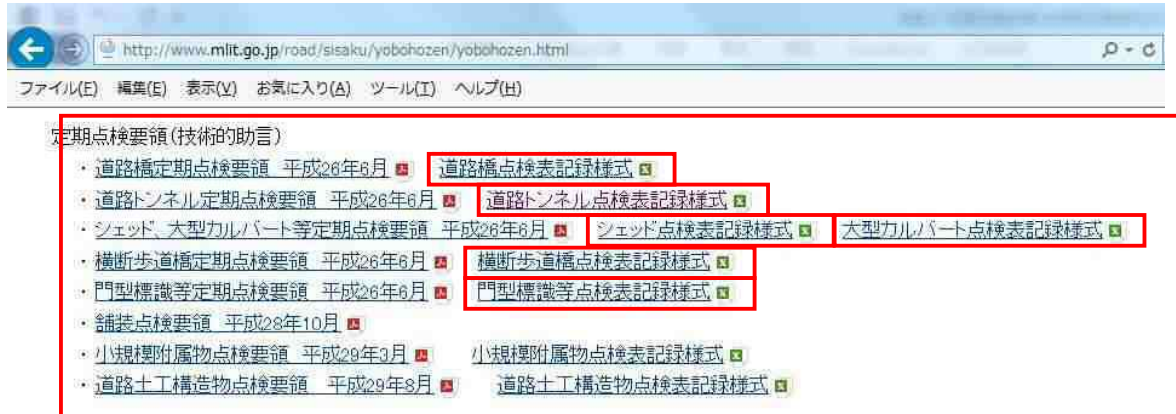 http://www.mlit.go.jp/road/sisaku/yobohozen/yobohozen.html
ファイル(F) 編集(E) 表示(V) お気に入り(A) ツール(T) ヘルプ(H)
定期点検要領(技術的助言)
・道路橋定期点検要領 平成26年6月 道路橋点検表記録様式
・道路トンネル定期点検要領 平成26年6月 道路トンネル点検表記録様式
・シェッド、大型カルバート等定期点検要領 平成26年6月 シェッド点検表記録様式 大型カルバート点検表記録様式
・横断歩道橋定期点検要領 平成26年6月 横断歩道橋点検表記録様式
・門型標識等定期点検要領 平成26年6月 門型標識等点検表記録様式
・舗装点検要領 平成28年10月
・小規模附属物点検要領 平成29年3月 小規模附属物点検表記録様式
・道路土工構造物点検要領 平成29年8月 道路土工構造物点検表記録様式